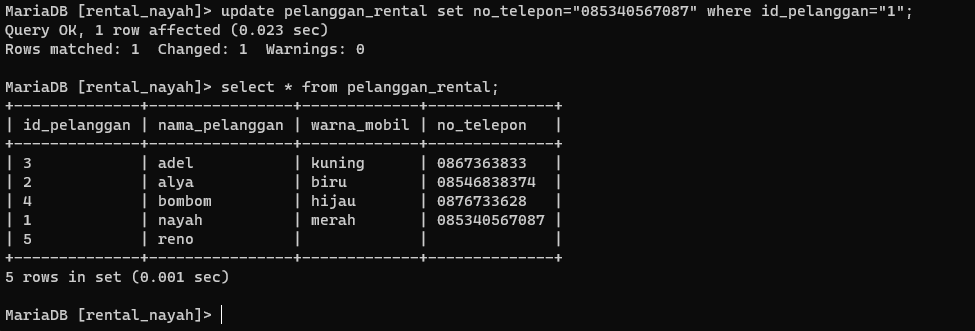 MariaDB [rental_nayah]> update pelanggan_rental set no_telepon="085340567087" where id_pelanggan="1";
Query OK, 1 row affected (0.023 sec)
Rows matched: 1  Changed: 1  Warnings: 0
MariaDB [rental_nayah]> select * from pelanggan_rental;
+--------------+----------------+-------------+--------------+
| id_pelanggan | nama_pelanggan | warna_mobil | no_telepon   |
+--------------+----------------+-------------+--------------+
| 3            | adel           | kuning      | 0867363833   |
| 2            | alya           | biru        | 08546838374  |
| 4            | bombom         | hijau       | 0876733628   |
| 1            | nayah          | merah       | 085340567087 |
| 5            | reno           |             |              |
+--------------+----------------+-------------+--------------+
5 rows in set (0.001 sec)
MariaDB [rental_nayah]>